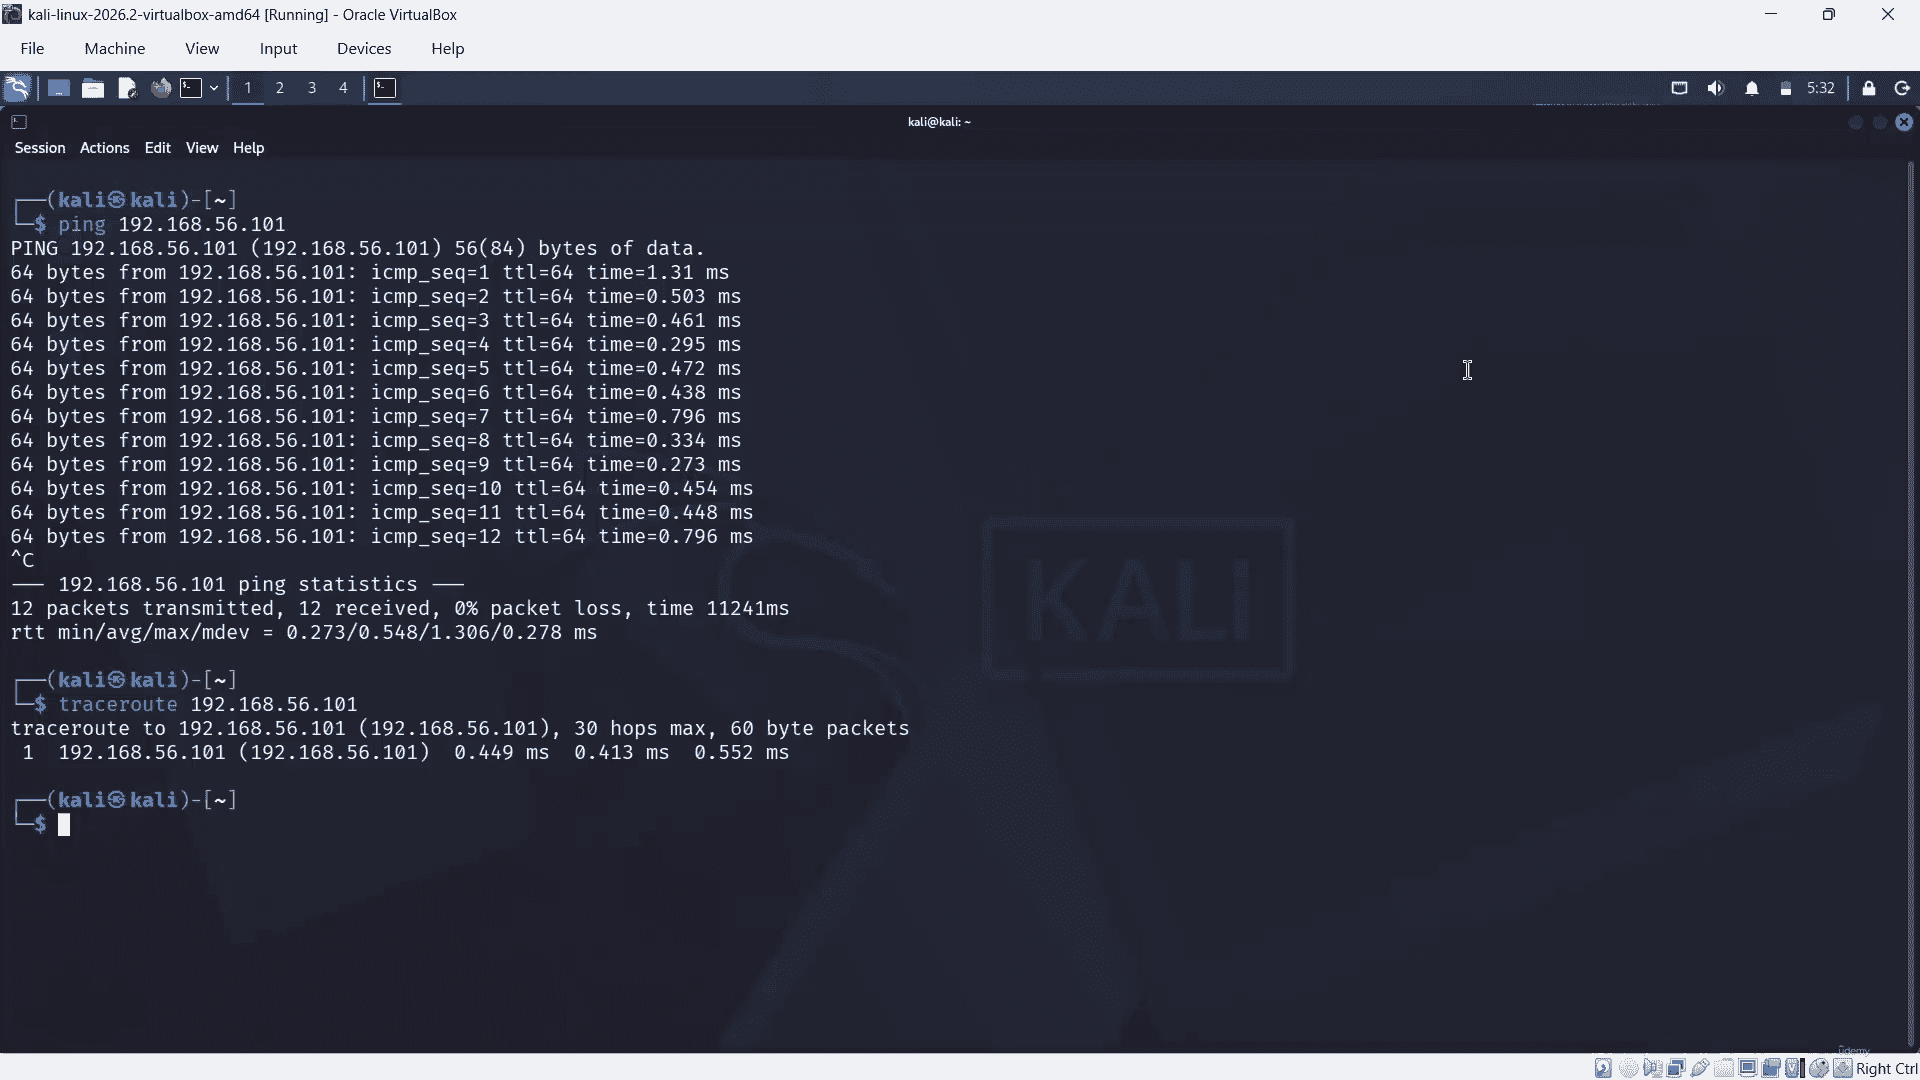 kali-linux-2026.2-virtualbox-amd64 [Running] - Oracle VirtualBox
File Machine View Input Devices Help
1 2 3 4 5:32
kali@kali: ~
Session Actions Edit View Help
┌──(kali㉿kali)-[~]
└─$ ping 192.168.56.101
PING 192.168.56.101 (192.168.56.101) 56(84) bytes of data.
64 bytes from 192.168.56.101: icmp_seq=1 ttl=64 time=1.31 ms
64 bytes from 192.168.56.101: icmp_seq=2 ttl=64 time=0.503 ms
64 bytes from 192.168.56.101: icmp_seq=3 ttl=64 time=0.461 ms
64 bytes from 192.168.56.101: icmp_seq=4 ttl=64 time=0.295 ms
64 bytes from 192.168.56.101: icmp_seq=5 ttl=64 time=0.472 ms
64 bytes from 192.168.56.101: icmp_seq=6 ttl=64 time=0.438 ms
64 bytes from 192.168.56.101: icmp_seq=7 ttl=64 time=0.796 ms
64 bytes from 192.168.56.101: icmp_seq=8 ttl=64 time=0.334 ms
64 bytes from 192.168.56.101: icmp_seq=9 ttl=64 time=0.273 ms
64 bytes from 192.168.56.101: icmp_seq=10 ttl=64 time=0.454 ms
64 bytes from 192.168.56.101: icmp_seq=11 ttl=64 time=0.448 ms
64 bytes from 192.168.56.101: icmp_seq=12 ttl=64 time=0.796 ms
^C
--- 192.168.56.101 ping statistics ---
12 packets transmitted, 12 received, 0% packet loss, time 11241ms
rtt min/avg/max/mdev = 0.273/0.548/1.306/0.278 ms
┌──(kali㉿kali)-[~]
└─$ traceroute 192.168.56.101
traceroute to 192.168.56.101 (192.168.56.101), 30 hops max, 60 byte packets
1 192.168.56.101 (192.168.56.101) 0.449 ms 0.413 ms 0.552 ms
┌──(kali㉿kali)-[~]
└─$
KALI
udemy
Right Ctrl